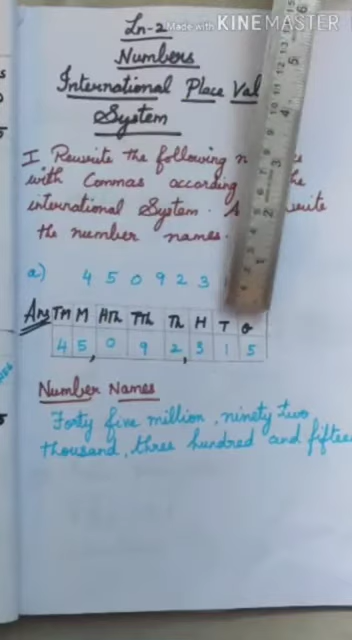 Ln-2
Made with KINEMASTER
Numbers
International Place Val
System
I Rewrite the following
with Commas according
international System.
the number names.
a) 4 5 0 9 2 3
Ans TM M HTh TTh Th H T O
4 5, 0 9 2, 3 1 5
Number Names
Forty five million, ninety two
thousand, three hundred and fifteen